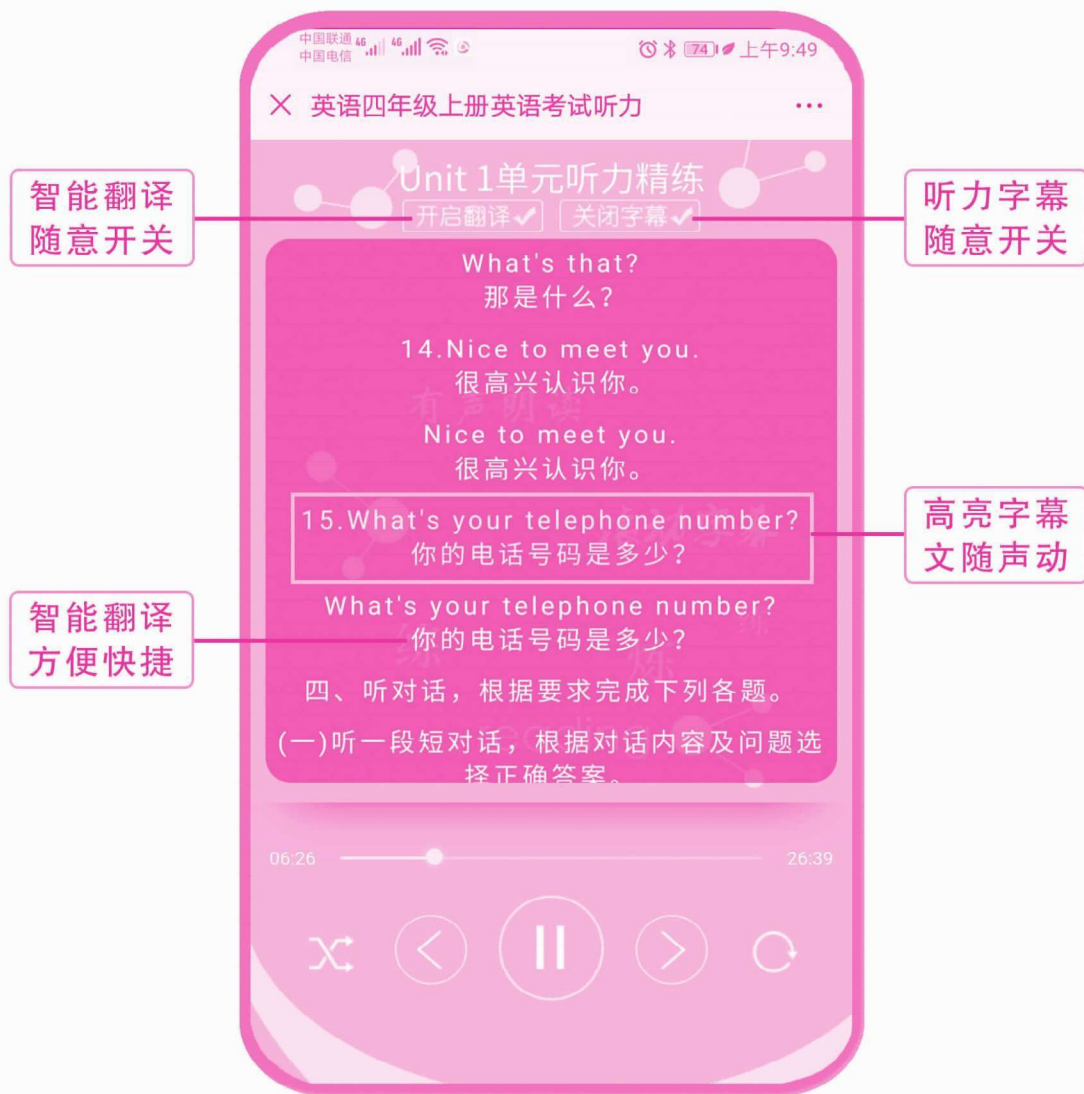 中国联通 4G 4G
中国电信
74 上午9:49
英语四年级上册英语考试听力
Unit 1单元听力精练
开启翻译 关闭字幕
智能翻译
随意开关
听力字幕
随意开关
What's that?
那是什么?
14.Nice to meet you.
很高兴认识你。
有声朗读
Nice to meet you.
很高兴认识你。
15.What's your telephone number?
你的电话号码是多少?
高亮字幕
文随声动
What's your telephone number?
你的电话号码是多少?
智能翻译
方便快捷
四、听对话，根据要求完成下列各题。
(一)听一段短对话，根据对话内容及问题选
择正确答案。
06:26 26:39